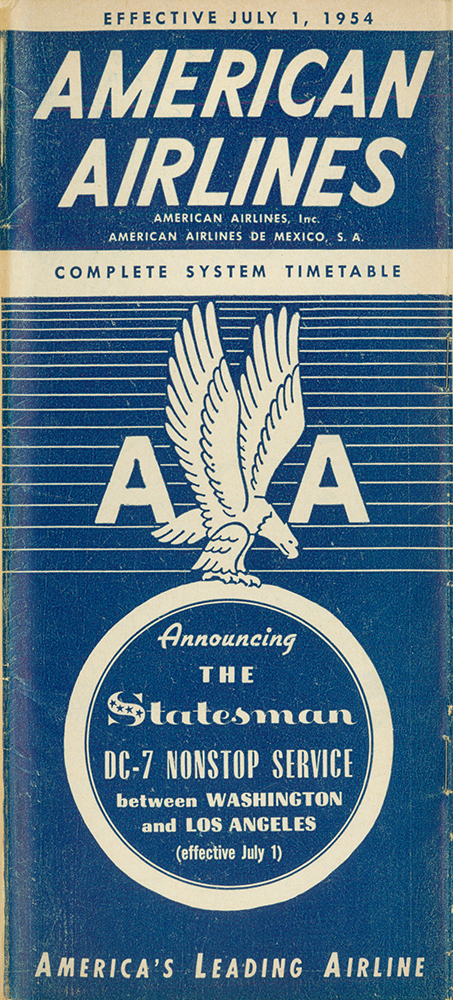 EFFECTIVE JULY 1, 1954
AMERICAN
AIRLINES
AMERICAN AIRLINES, Inc.
AMERICAN AIRLINES DE MEXICO, S. A.
COMPLETE SYSTEM TIMETABLE
A A
Announcing
THE
Statesman
DC-7 NONSTOP SERVICE
between WASHINGTON
and LOS ANGELES
(effective July 1)
AMERICA'S LEADING AIRLINE